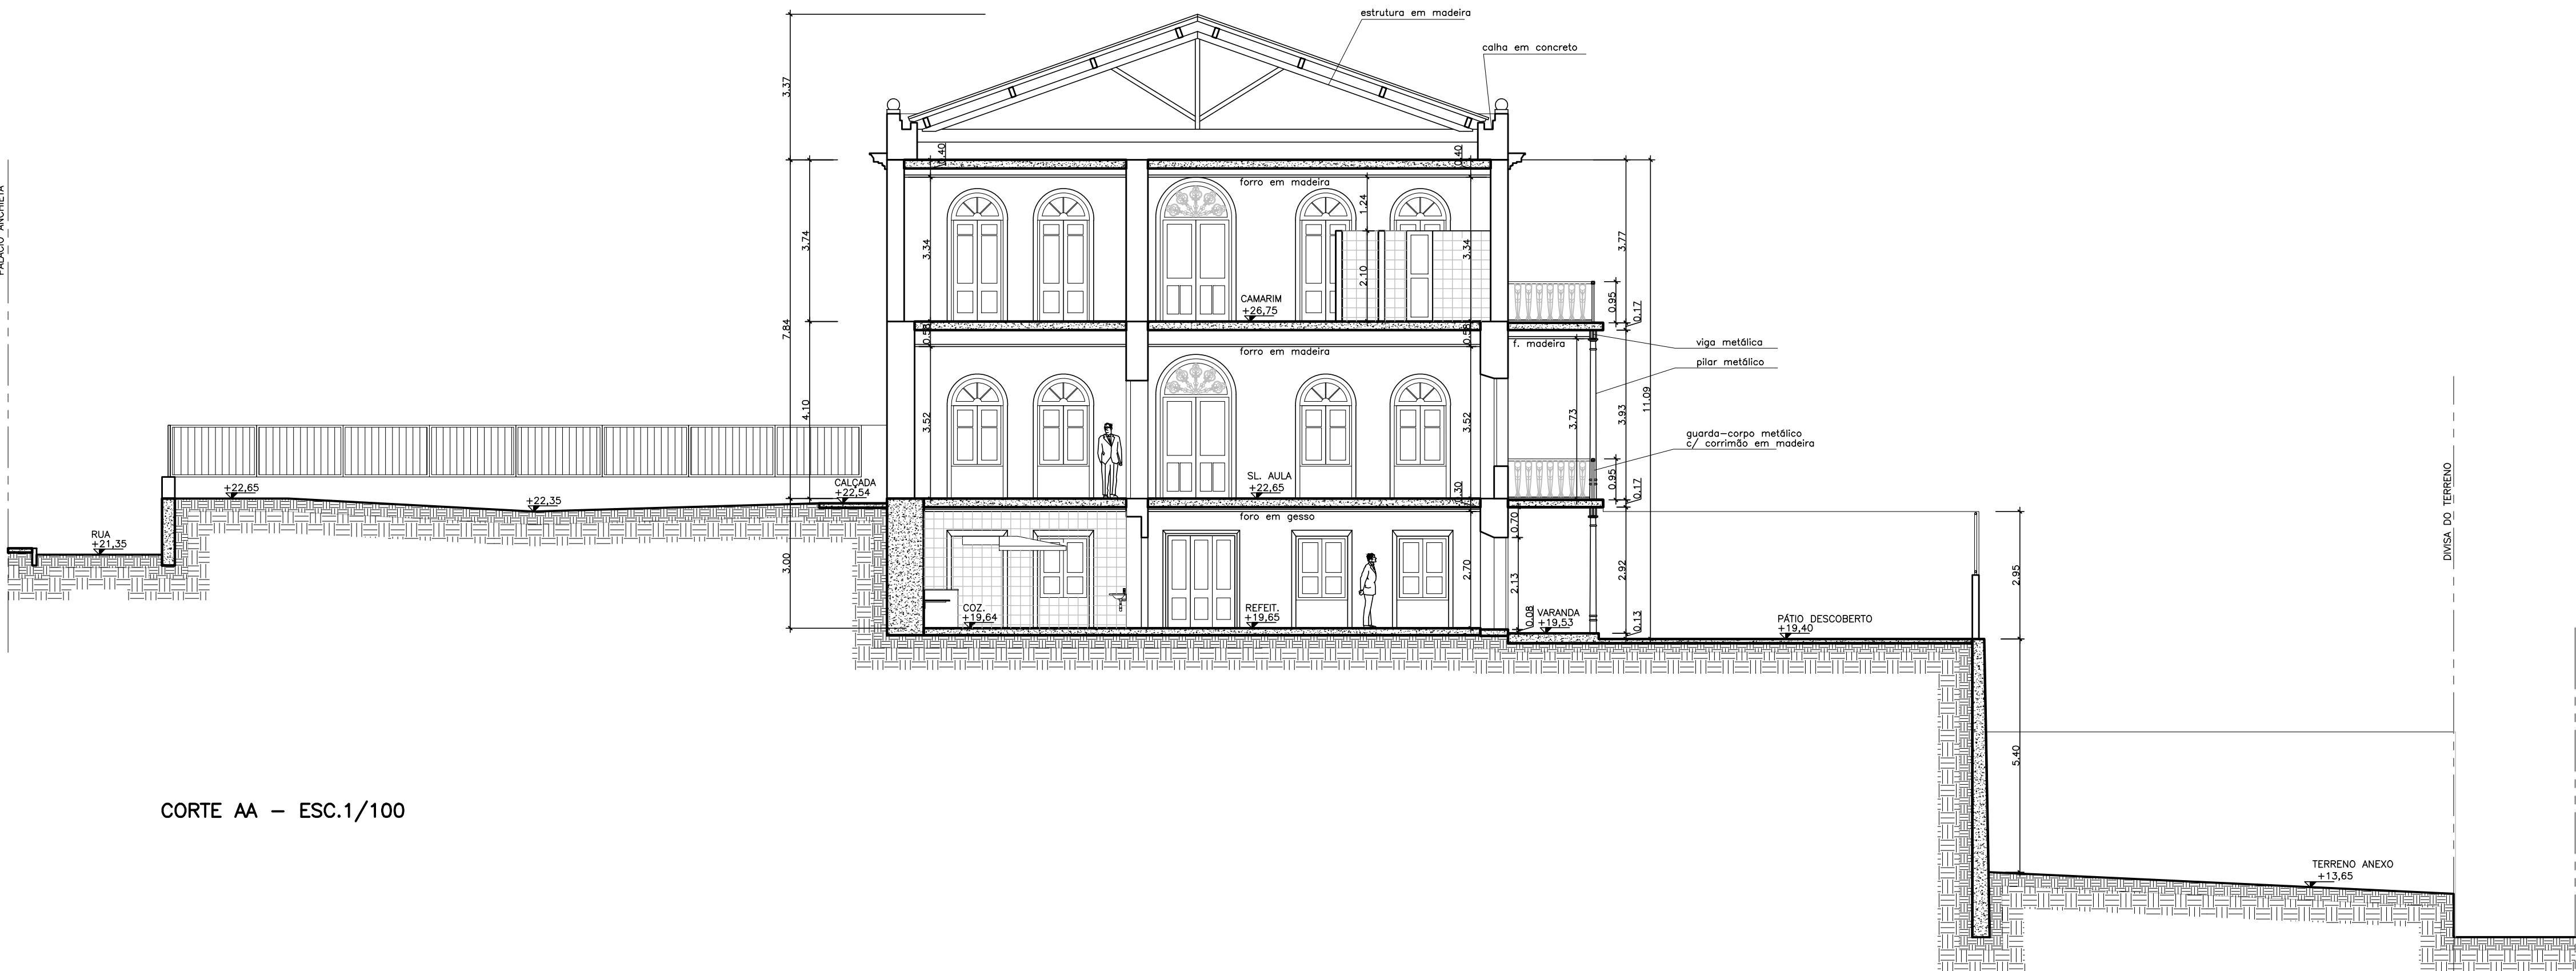 estrutura em madeira
calha em concreto
3.37
0.40
0.40
forro em madeira
1.24
3.74
3.34
3.34
3.77
2.10
CAMARIM
+26,75
0.95
0.17
7.84
0.58
0.58
forro em madeira
f. madeira
viga metálica
pilar metálico
11.09
4.10
3.52
3.52
3.73
3.93
guarda-corpo metálico
c/ corrimão em madeira
SL. AULA
+22,65
0.30
0.95
0.17
CALÇADA
+22,54
+22,65
+22,35
foro em gesso
0.70
RUA
+21,35
3.00
2.70
2.13
2.92
2.95
COZ.
+19,64
REFEIT.
+19,65
0.08
VARANDA
+19,53
0.13
PÁTIO DESCOBERTO
+19,40
DIVISA DO TERRENO
PALÁCIO ANCHIETA
5.40
CORTE AA - ESC.1/100
TERRENO ANEXO
+13,65